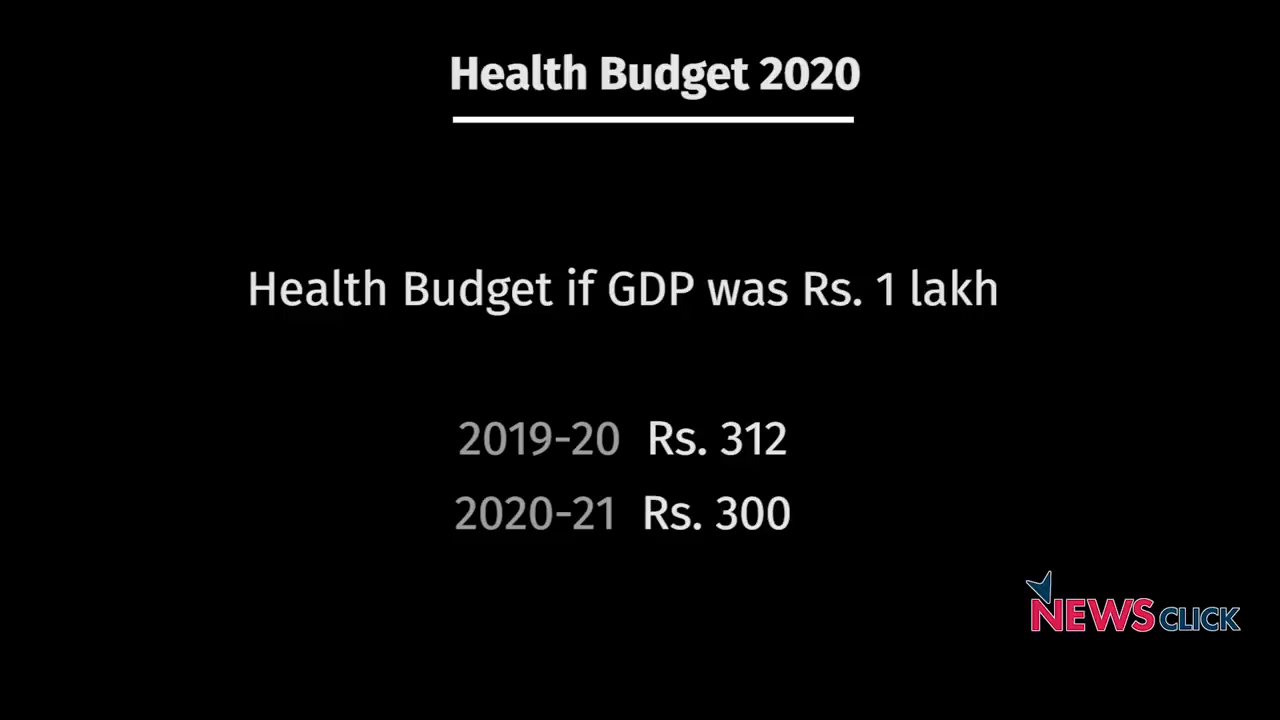 Health Budget 2020
Health Budget if GDP was Rs. 1 lakh
2019-20 Rs. 312
2020-21 Rs. 300
NEWSCLICK